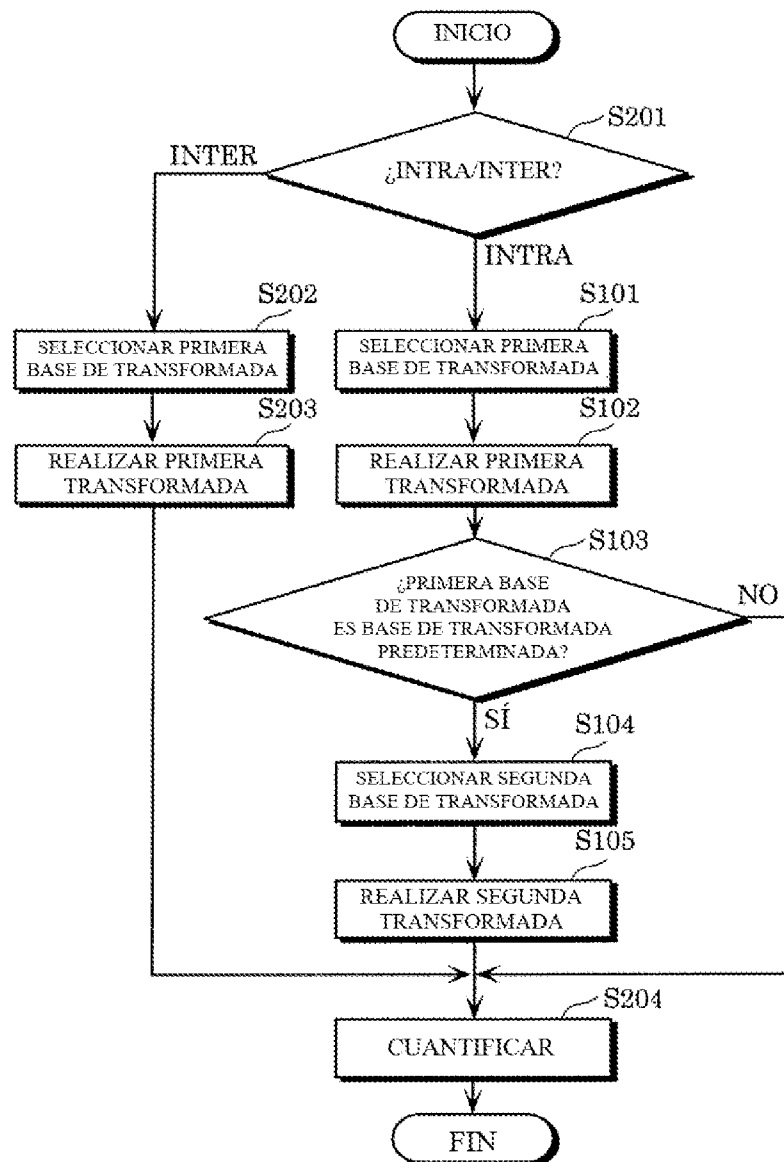 INICIO
S201
¿INTRA/INTER?
INTER
INTRA
S202
SELECCIONAR PRIMERA
BASE DE TRANSFORMADA
S101
SELECCIONAR PRIMERA
BASE DE TRANSFORMADA
S203
REALIZAR PRIMERA
TRANSFORMADA
S102
REALIZAR PRIMERA
TRANSFORMADA
S103
¿PRIMERA BASE
DE TRANSFORMADA
ES BASE DE TRANSFORMADA
PREDETERMINADA?
NO
SÍ
S104
SELECCIONAR SEGUNDA
BASE DE TRANSFORMADA
S105
REALIZAR SEGUNDA
TRANSFORMADA
S204
CUANTIFICAR
FIN